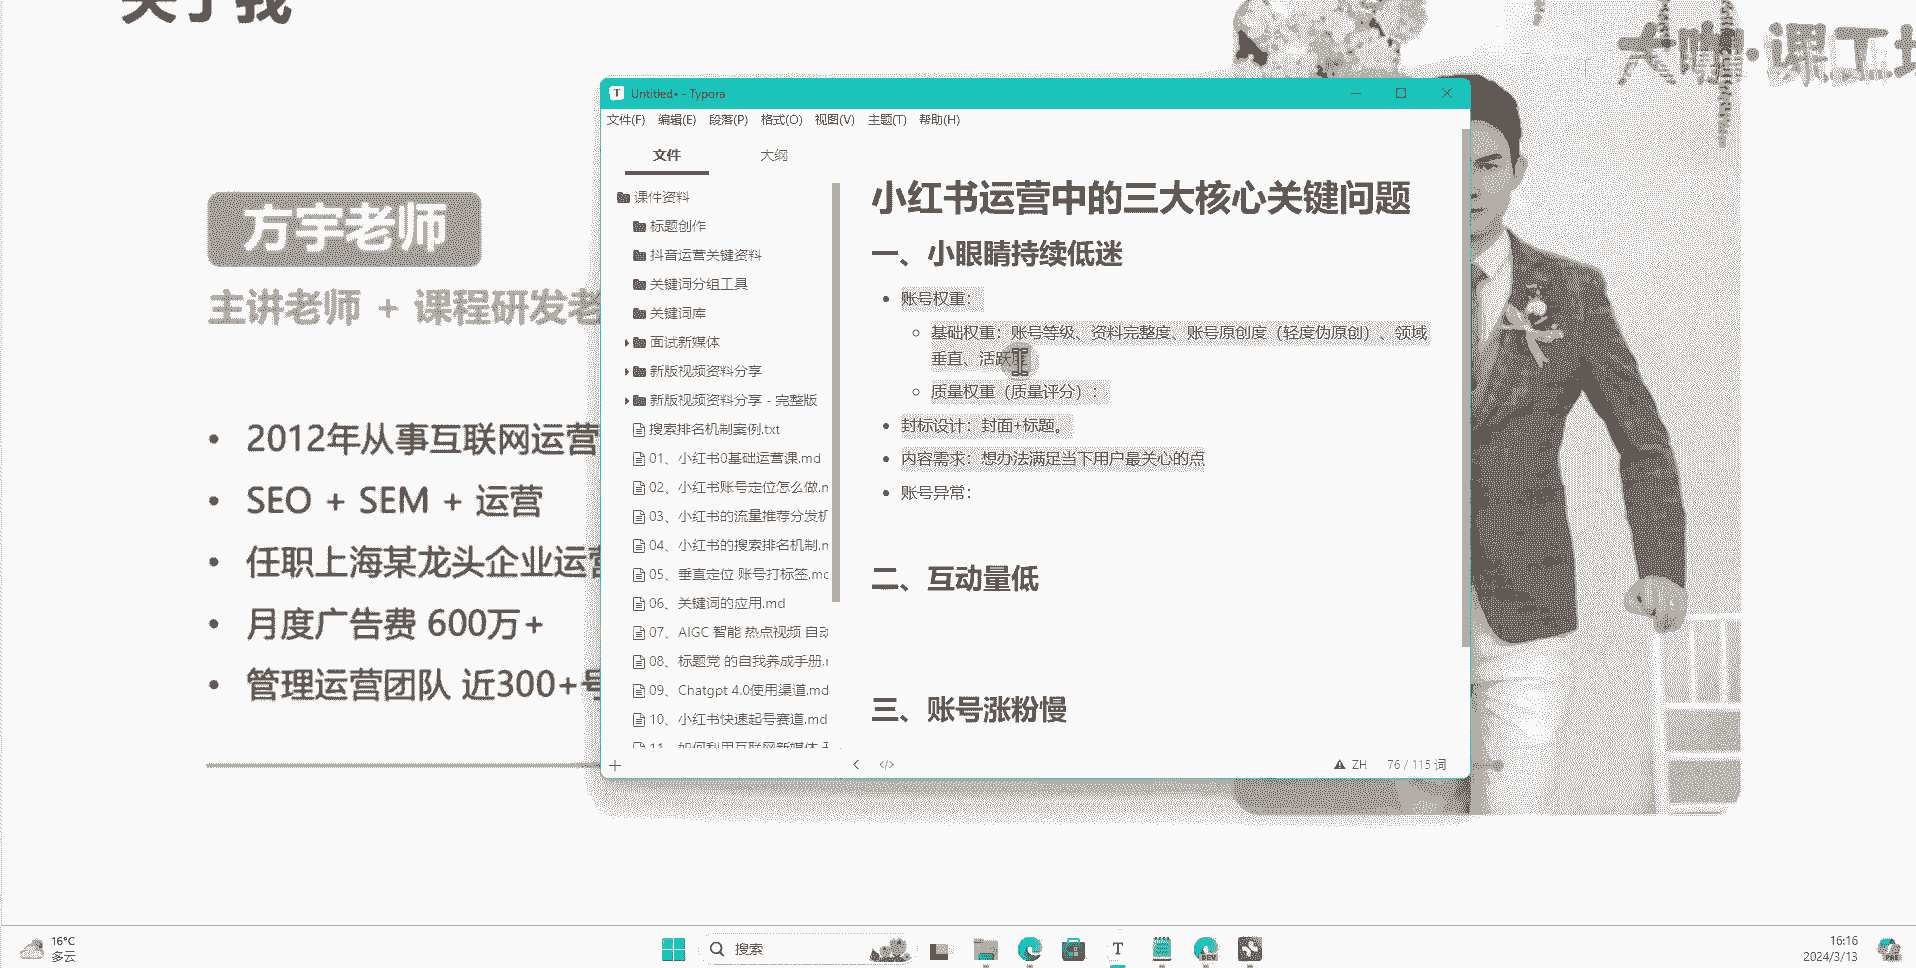 关于我
大咖·课工场
方宇老师
主讲老师 + 课程研发老
2012年从事互联网运营
SEO + SEM + 运营
任职上海某龙头企业运营
月度广告费 600万+
管理运营团队 近300+号
Untitled• - Typora
文件(F) 编辑(E) 段落(P) 格式(O) 视图(V) 主题(T) 帮助(H)
文件 大纲
课件资料
标题创作
抖音运营关键资料
关键词分组工具
关键词库
面试新媒体
新版视频资料分享
新版视频资料分享 - 完整版
搜索排名机制案例.txt
01、小红书0基础运营课.md
02、小红书账号定位怎么做.m
03、小红书的流量推荐分发机
04、小红书的搜索排名机制.m
05、垂直定位 账号打标签.md
06、关键词的应用.md
07、AIGC 智能 热点视频 自动
08、标题党 的自我养成手册.m
09、Chatgpt 4.0使用渠道.md
10、小红书快速起号赛道.md
11、如何利用互联网新媒体
小红书运营中的三大核心关键问题
一、小眼睛持续低迷
账号权重：
基础权重：账号等级、资料完整度、账号原创度（轻度伪原创）、领域
垂直、活跃度
质量权重（质量评分）：
封标设计：封面+标题。
内容需求：想办法满足当下用户最关心的点
账号异常：
二、互动量低
三、账号涨粉慢
ZH 76 / 115 词
16°C
多云
搜索
T
DEV
16:16
2024/3/13
PRE